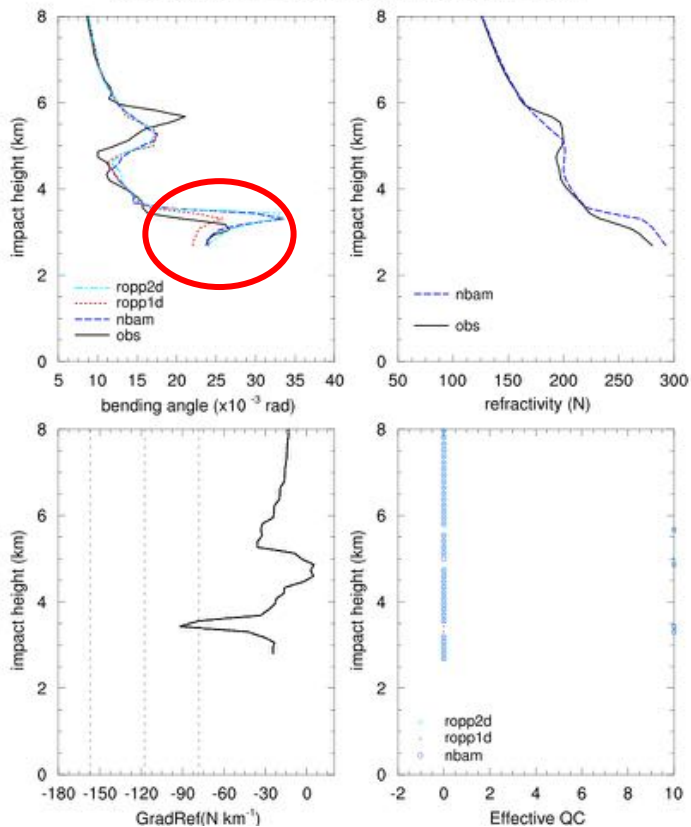 8
6
4
2
0
impact height (km)
ropp2d
ropp1d
nbam
obs
5 10 15 20 25 30 35 40
bending angle (x10 -3 rad)
8
6
4
2
0
impact height (km)
nbam
obs
50 100 150 200 250 300
refractivity (N)
8
6
4
2
0
impact height (km)
-180 -150 -120 -90 -60 -30 0
GradRef(N km-1)
8
6
4
2
0
impact height (km)
ropp2d
ropp1d
nbam
-2 0 2 4 6 8 10
Effective QC